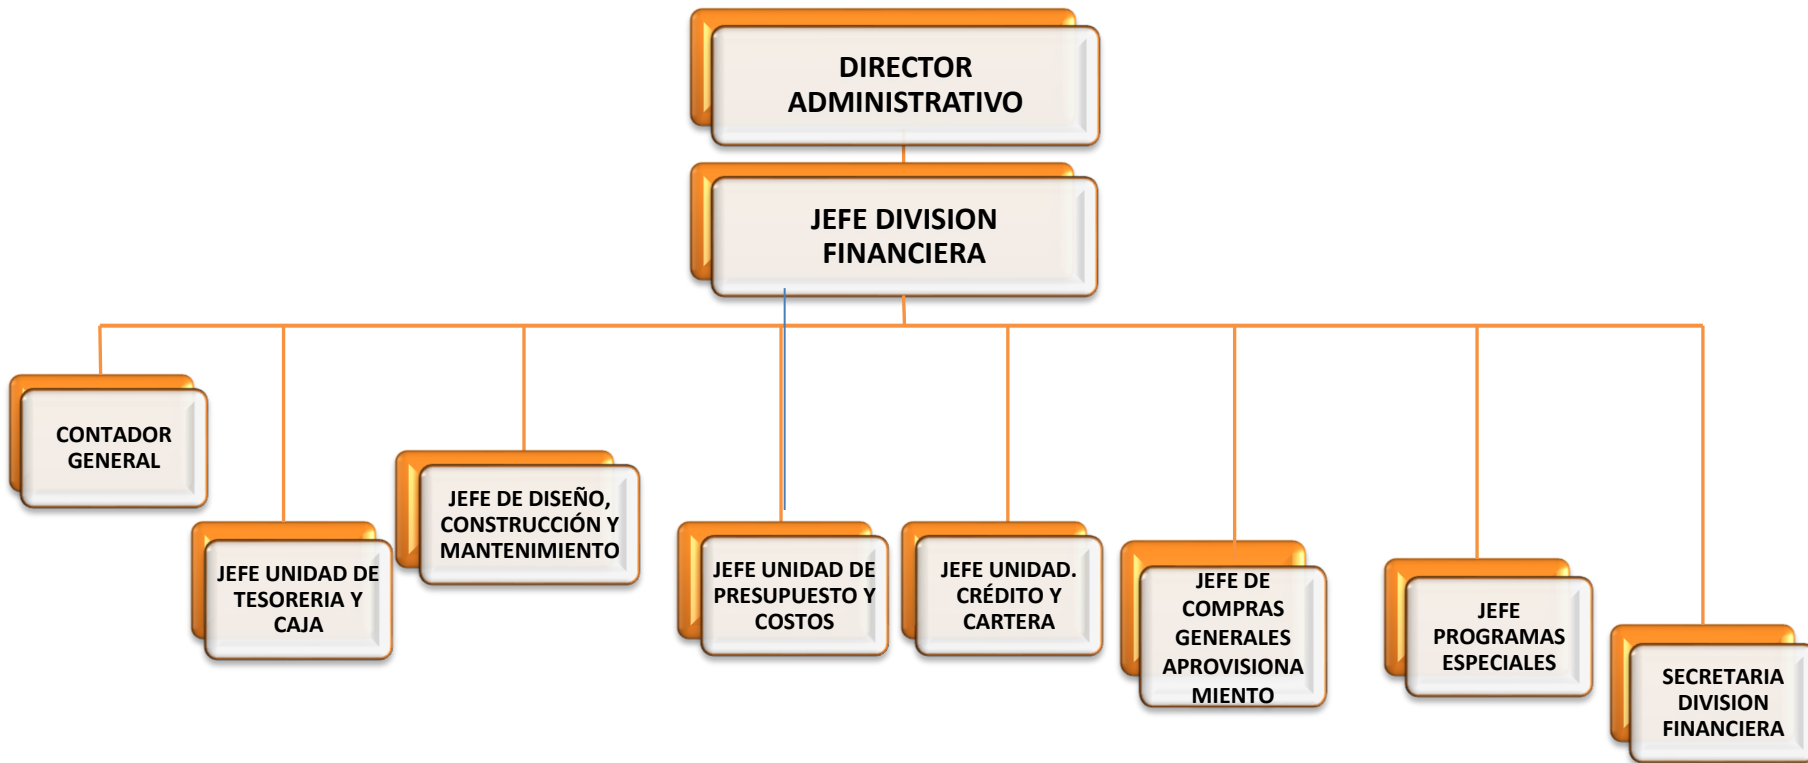 DIRECTOR
ADMINISTRATIVO
JEFE DIVISION
FINANCIERA
CONTADOR
GENERAL
JEFE UNIDAD DE
TESORERIA Y
CAJA
JEFE DE DISEÑO,
CONSTRUCCIÓN Y
MANTENIMIENTO
JEFE UNIDAD DE
PRESUPUESTO Y
COSTOS
JEFE UNIDAD.
CRÉDITO Y
CARTERA
JEFE DE
COMPRAS
GENERALES
APROVISIONA
MIENTO
JEFE
PROGRAMAS
ESPECIALES
SECRETARIA
DIVISION
FINANCIERA